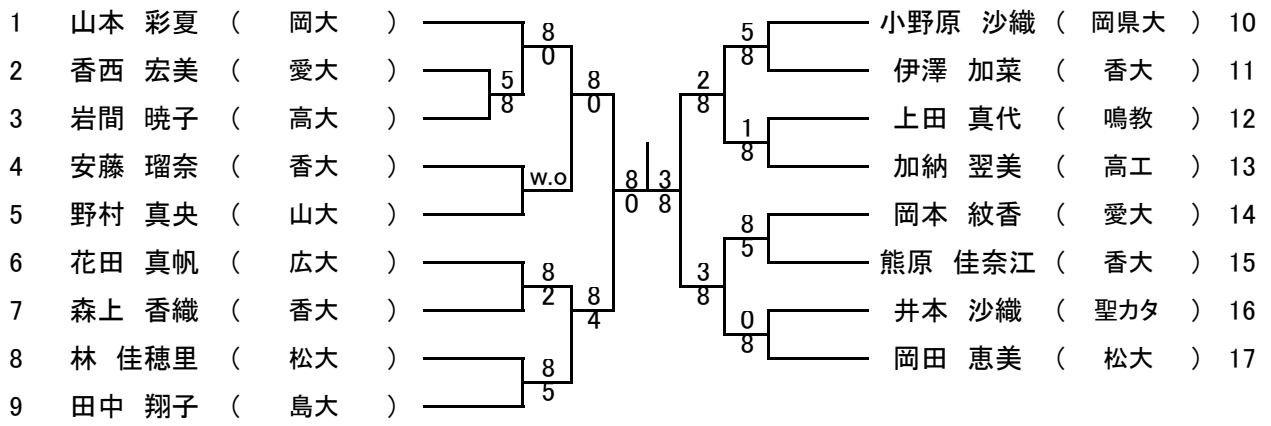 1 山本 彩夏 ( 岡大 ) 8 5 小野原 沙織 ( 岡県大 ) 10
0 8
2 香西 宏美 ( 愛大 ) 5 8 2 伊澤 加菜 ( 香大 ) 11
8 0 8
3 岩間 暁子 ( 高大 ) 1 上田 真代 ( 鳴教 ) 12
8
4 安藤 瑠奈 ( 香大 ) w.o 8 3 加納 翌美 ( 高工 ) 13
0 8
5 野村 真央 ( 山大 ) 8 岡本 紋香 ( 愛大 ) 14
5
6 花田 真帆 ( 広大 ) 8 3 熊原 佳奈江 ( 香大 ) 15
2 8
7 森上 香織 ( 香大 ) 8 0 井本 沙織 ( 聖カタ ) 16
4 8
8 林 佳穂里 ( 松大 ) 8 岡田 恵美 ( 松大 ) 17
5
9 田中 翔子 ( 島大 )